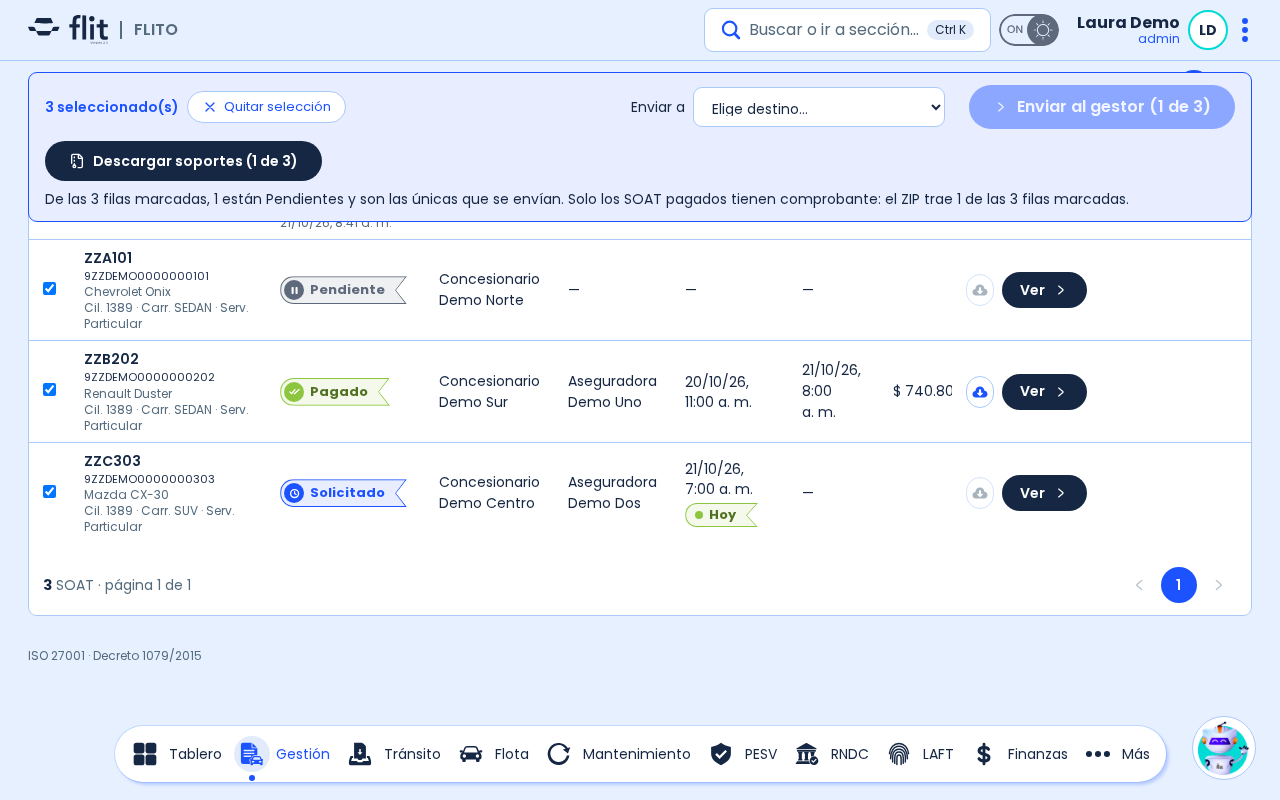 flit
FLITO
Buscar o ir a sección...
Ctrl K
ON
Laura Demo
admin
LD
3 seleccionado(s)
Quitar selección
Enviar a
Elige destino...
Enviar al gestor (1 de 3)
Descargar soportes (1 de 3)
De las 3 filas marcadas, 1 están Pendientes y son las únicas que se envían. Solo los SOAT pagados tienen comprobante: el ZIP trae 1 de las 3 filas marcadas.
21/10/26, 8:41 a. m.
ZZA101
9ZZDEMO0000000101
Chevrolet Onix
Cil. 1389 · Carr. SEDAN · Serv.
Particular
Pendiente
Concesionario
Demo Norte
—
—
—
Ver
ZZB202
9ZZDEMO0000000202
Renault Duster
Cil. 1389 · Carr. SEDAN · Serv.
Particular
Pagado
Concesionario
Demo Sur
Aseguradora
Demo Uno
20/10/26,
11:00 a. m.
21/10/26,
8:00
a. m.
$ 740.80
Ver
ZZC303
9ZZDEMO0000000303
Mazda CX-30
Cil. 1389 · Carr. SUV · Serv.
Particular
Solicitado
Concesionario
Demo Centro
Aseguradora
Demo Dos
21/10/26,
7:00 a. m.
Hoy
—
Ver
3 SOAT · página 1 de 1
1
ISO 27001 · Decreto 1079/2015
Tablero
Gestión
Tránsito
Flota
Mantenimiento
PESV
RNDC
LAFT
Finanzas
Más